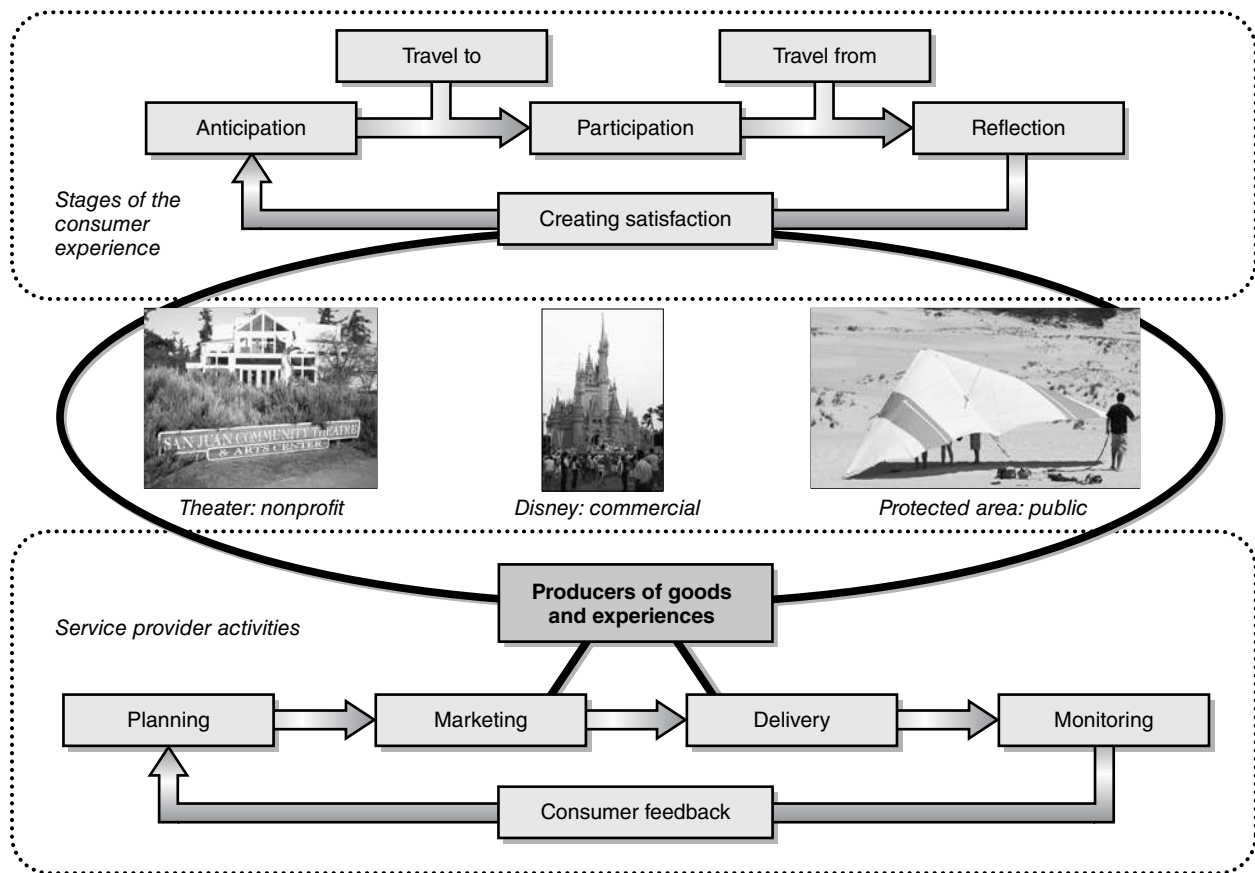 Travel to
Travel from
Anticipation
Participation
Reflection
Stages of the
consumer
experience
Creating satisfaction
SAN JUAN COMMUNITY THEATRE
& ARTS CENTER
Theater: nonprofit
Disney: commercial
Protected area: public
Producers of goods
and experiences
Service provider activities
Planning
Marketing
Delivery
Monitoring
Consumer feedback